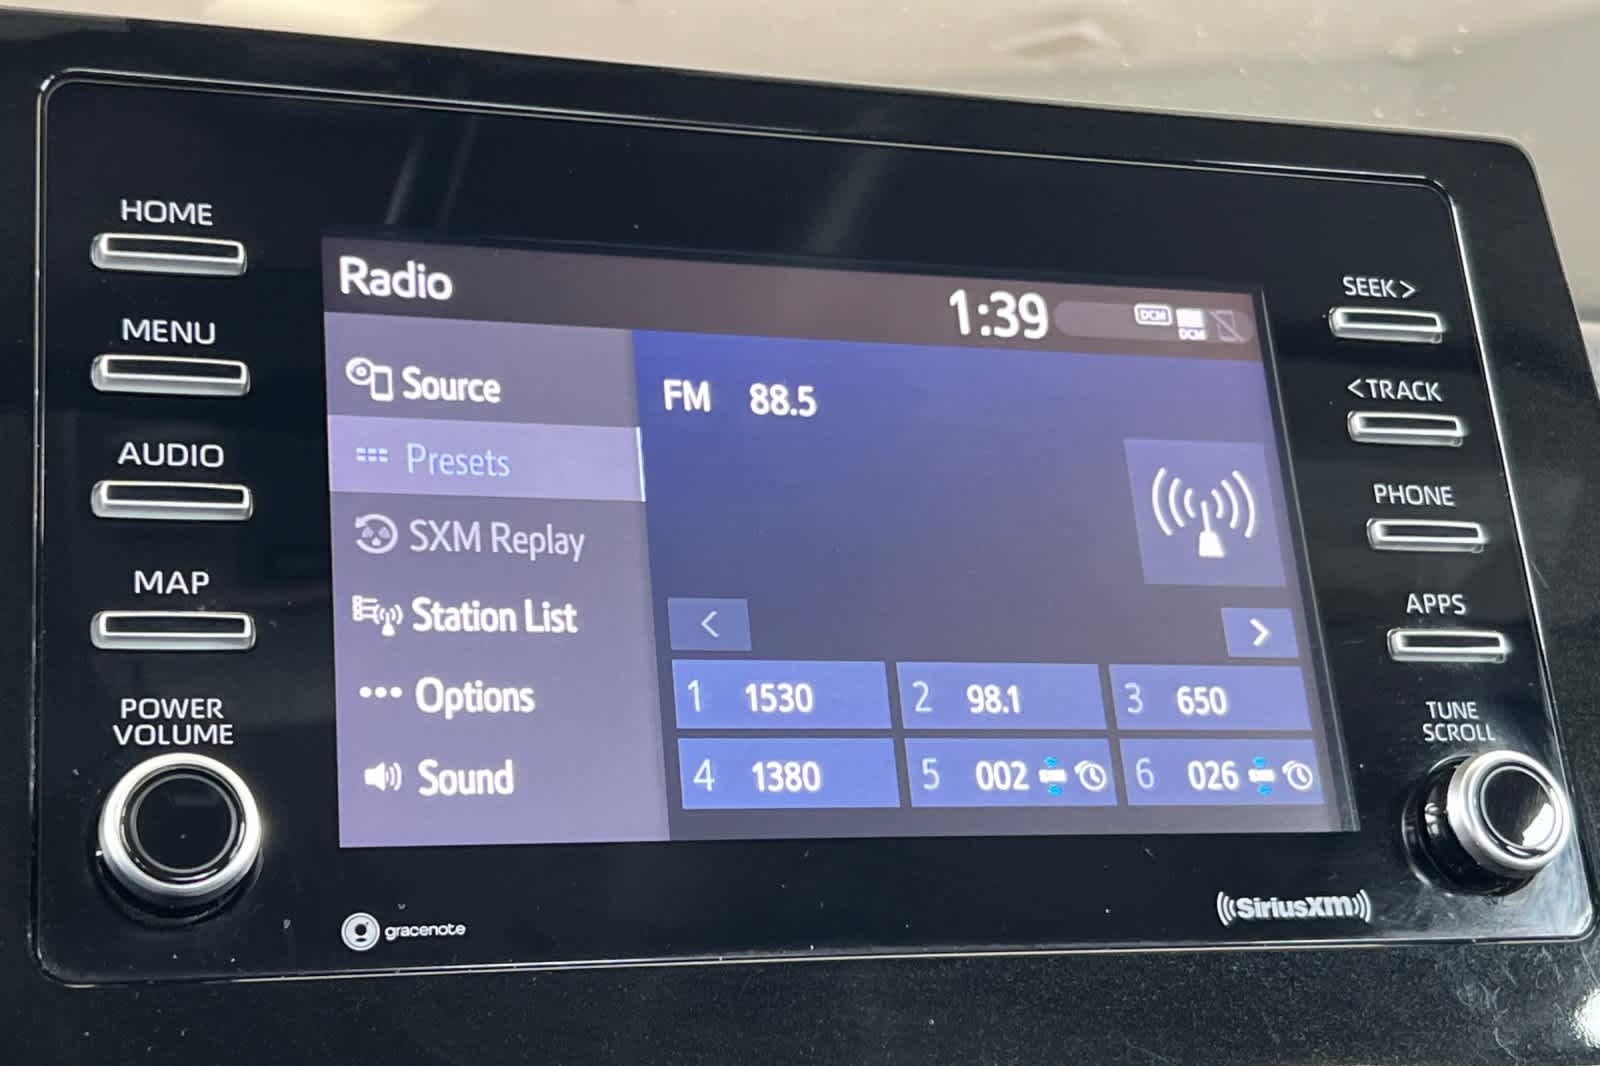 HOME
MENU
AUDIO
MAP
POWER
VOLUME
Radio
1:39
DCM
DCM
Source
Presets
SXM Replay
Station List
Options
Sound
FM 88.5
<
>
1 1530
2 98.1
3 650
4 1380
5 002
6 026
SEEK >
< TRACK
PHONE
APPS
TUNE
SCROLL
gracenote
SiriusXM